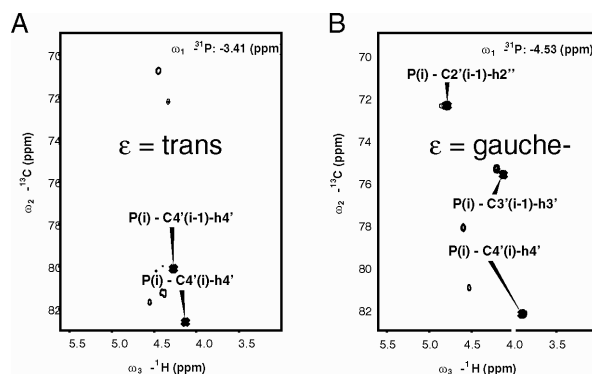 A
ω1 - 31P: -3.41 (ppm
70
72
74
76
78
80
82
ω2 - 13C (ppm)
ε = trans
P(i) - C4'(i-1)-h4'
P(i) - C4'(i)-h4'
5.5 5.0 4.5 4.0 3.5
ω3 - 1H (ppm)
B
ω1 31P: -4.53 (ppm)
70
72
74
76
78
80
82
ω2 - 13C (ppm)
P(i) - C2'(i-1)-h2''
ε = gauche-
P(i) - C3'(i-1)-h3'
P(i) - C4'(i)-h4'
5.5 5.0 4.5 4.0 3.5
ω3 - 1H (ppm)